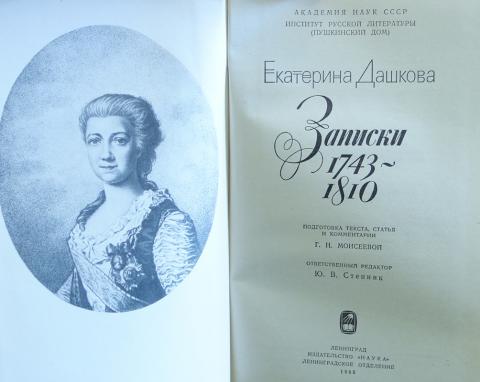 АКАДЕМИЯ НАУК СССР
ИНСТИТУТ РУССКОЙ ЛИТЕРАТУРЫ
(ПУШКИНСКИЙ ДОМ)
ЕКАТЕРИНА ДАШКОВА
Записки
1743~
1810
ПОДГОТОВКА ТЕКСТА, СТАТЬЯ
И КОММЕНТАРИИ
Г. Н. МОИСЕЕВОЙ
ОТВЕТСТВЕННЫЙ РЕДАКТОР
Ю. В. Стенник
ЛЕНИНГРАД
ИЗДАТЕЛЬСТВО «НАУКА»
ЛЕНИНГРАДСКОЕ ОТДЕЛЕНИЕ